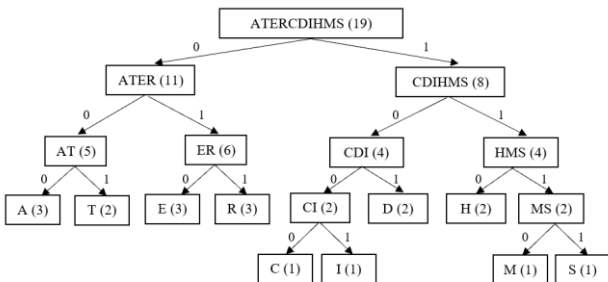 ATERCDIHMS (19)
0 1
ATER (11) CDIHMS (8)
0 1 0 1
AT (5) ER (6) CDI (4) HMS (4)
0 1 0 1 0 1 0 1
A (3) T (2) E (3) R (3) CI (2) D (2) H (2) MS (2)
0 1 0 1
C (1) I (1) M (1) S (1)